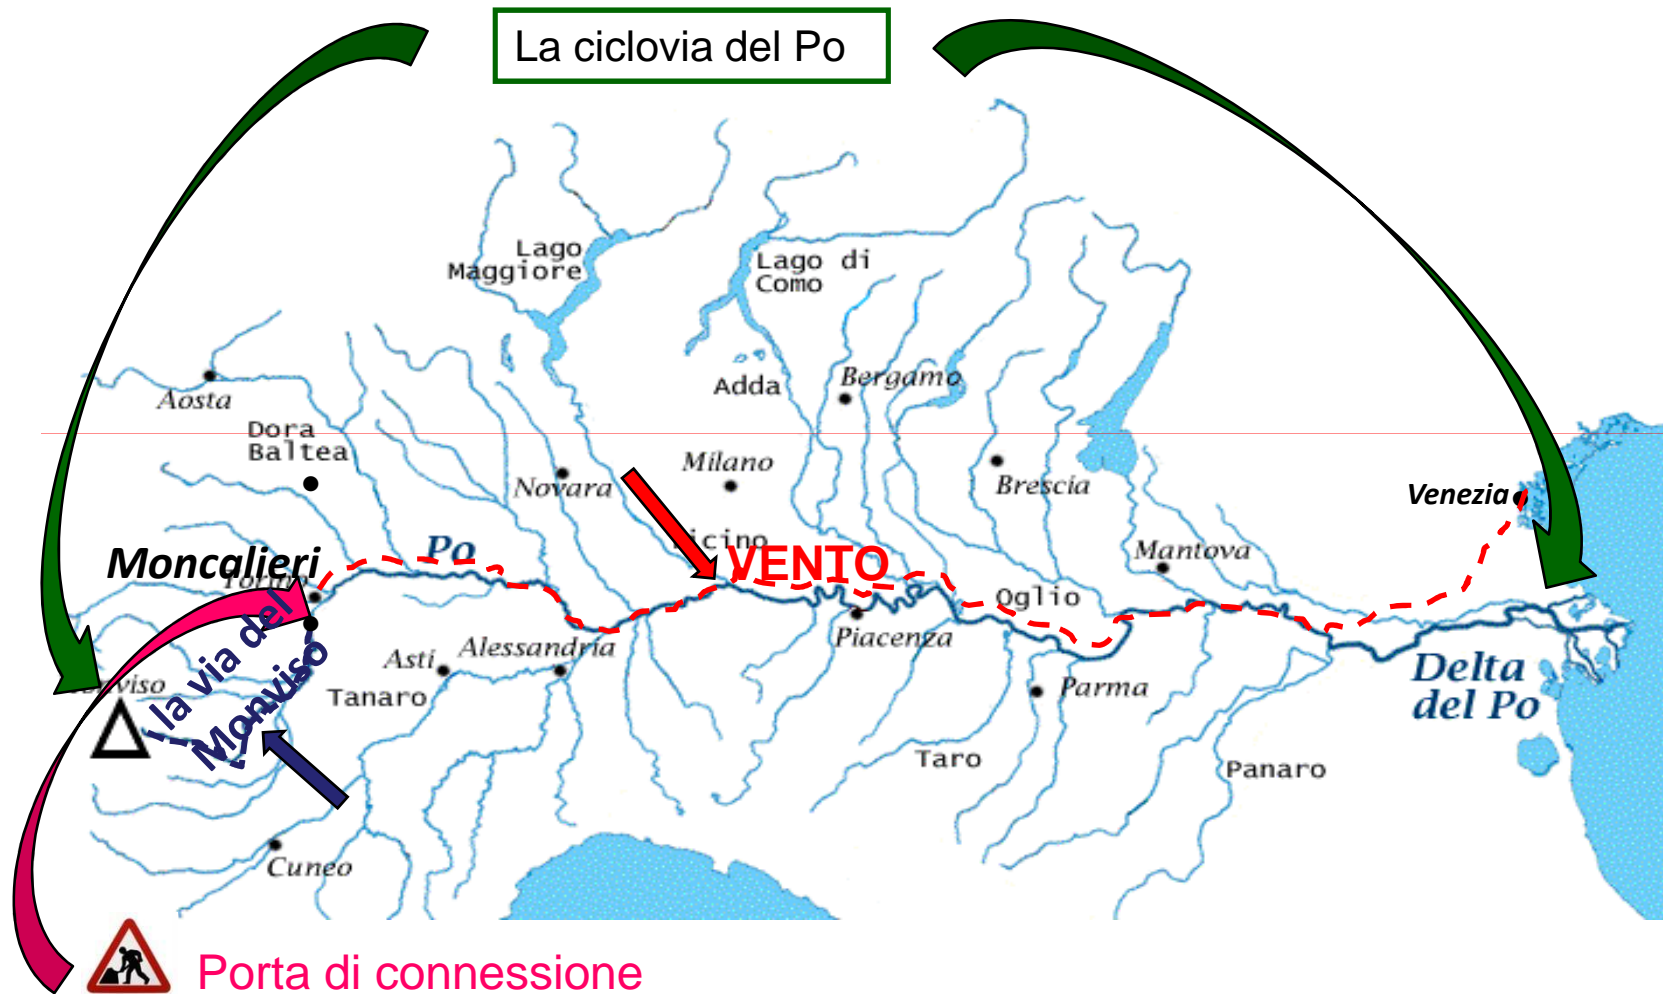 La ciclovia del Po
Lago
Maggiore
Lago di
Como
Adda
Bergamo
Aosta
Dora
Baltea
Novara
Milano
Brescia
Venezia
Po
VENTO
Mantova
Moncalieri
Torino
Oglio
Piacenza
la via del
Monviso
Asti
Alessandria
Tanaro
Parma
Delta
del Po
Taro
Panaro
Cuneo
Porta di connessione